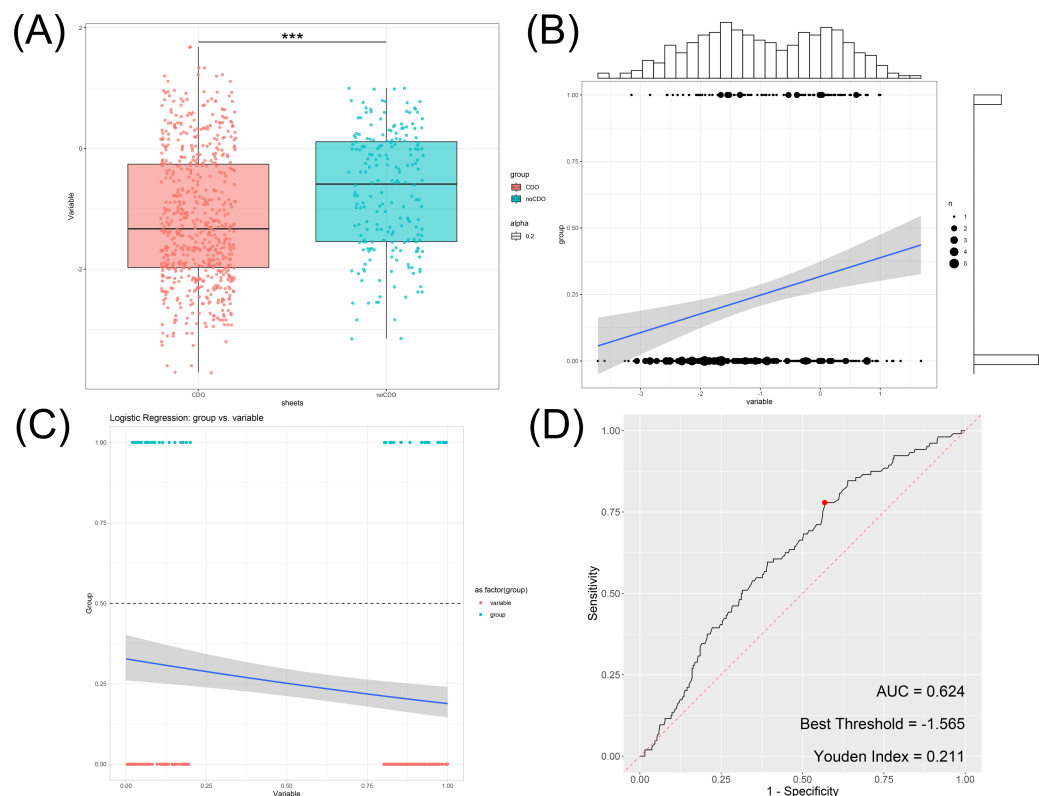 (A)
2
0
-2
Variable
***
CDO
noCDO
sheets
group
CDO
noCDO
alpha
0.2
(B)
1.00
0.75
0.50
0.25
0.00
group
-3
-2
-1
0
1
variable
n
1
2
3
4
5
(C)
Logistic Regression: group vs. variable
1.00
0.75
0.50
0.25
0.00
Group
0.00
0.25
0.50
0.75
1.00
Variable
as.factor(group)
variable
group
(D)
1.00
0.75
0.50
0.25
0.00
Sensitivity
AUC = 0.624
Best Threshold = -1.565
Youden Index = 0.211
0.00
0.25
0.50
0.75
1.00
1 - Specificity